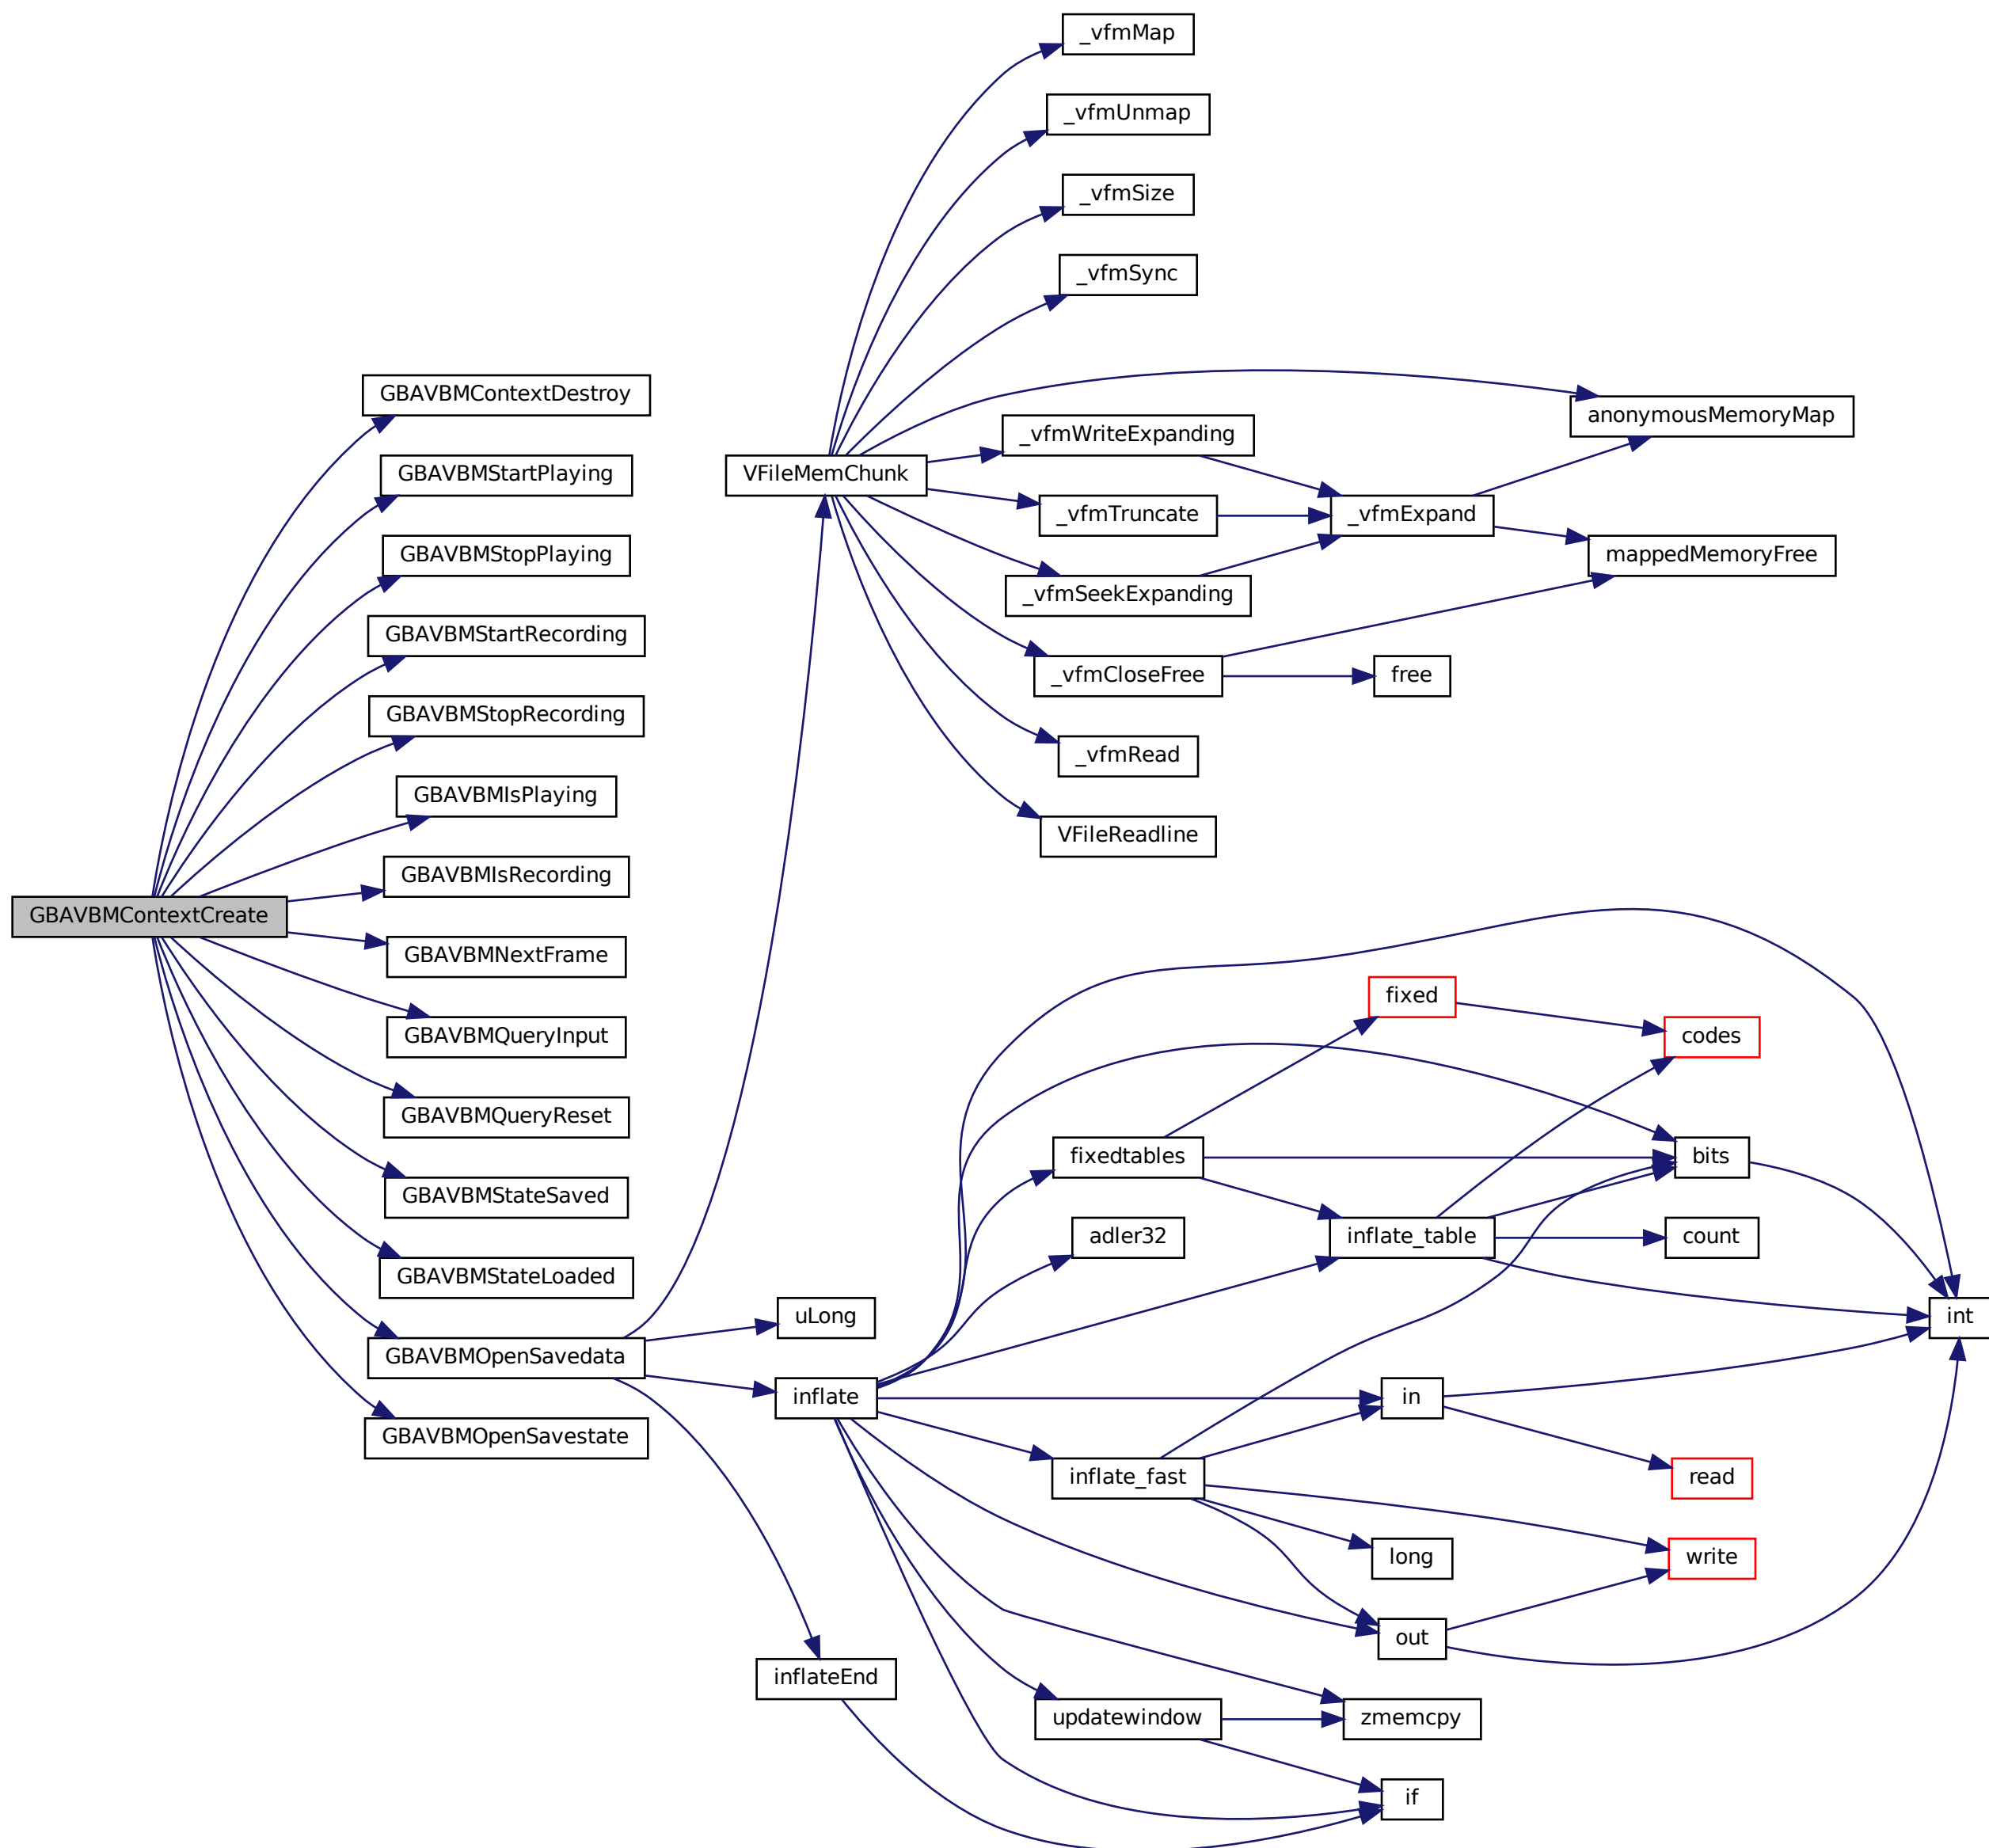 GBAVBMContextCreate
GBAVBMContextDestroy
GBAVBMStartPlaying
GBAVBMStopPlaying
GBAVBMStartRecording
GBAVBMStopRecording
GBAVBMIsPlaying
GBAVBMIsRecording
GBAVBMNextFrame
GBAVBMQueryInput
GBAVBMQueryReset
GBAVBMStateSaved
GBAVBMStateLoaded
GBAVBMOpenSavedata
GBAVBMOpenSavestate
VFileMemChunk
uLong
inflate
inflateEnd
_vfmMap
_vfmUnmap
_vfmSize
_vfmSync
_vfmWriteExpanding
_vfmTruncate
_vfmSeekExpanding
_vfmCloseFree
_vfmRead
VFileReadline
_vfmExpand
free
anonymousMemoryMap
mappedMemoryFree
fixedtables
adler32
inflate_fast
updatewindow
fixed
inflate_table
in
long
out
zmemcpy
if
codes
bits
count
read
write
int